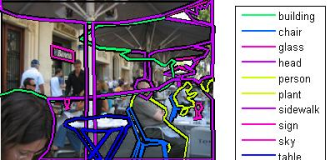 building
chair
glass
head
person
plant
sidewalk
sign
sky
table